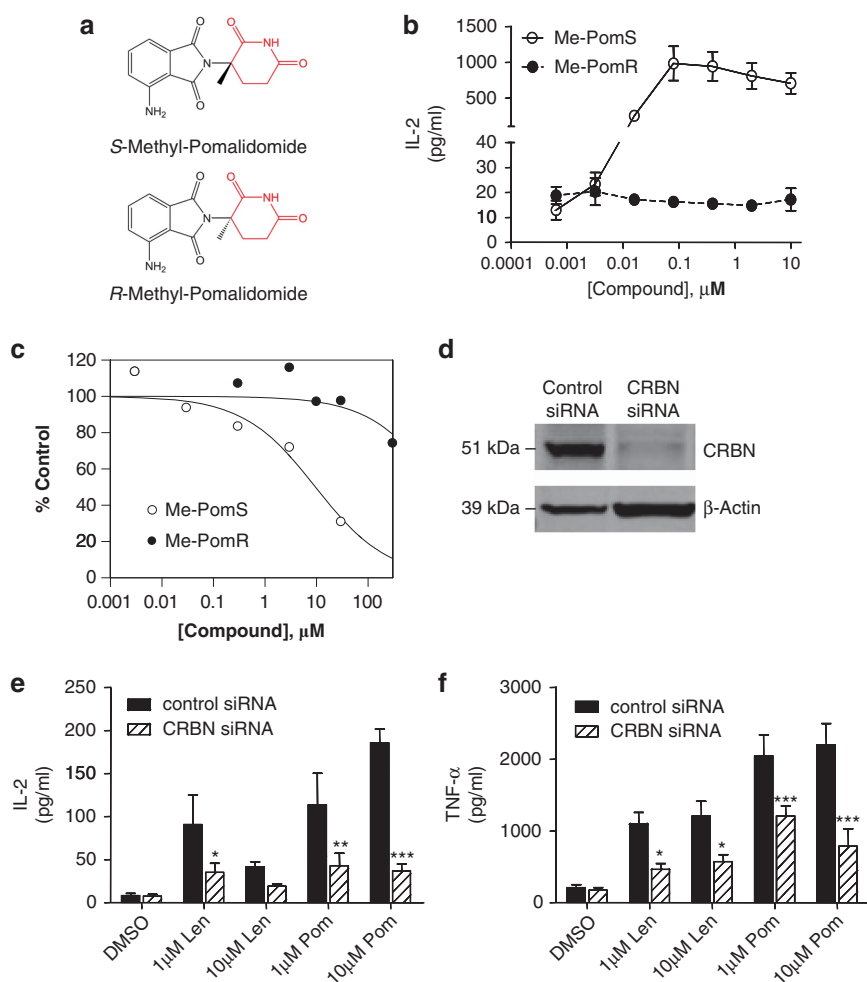 a
O
O
NH
N
O
NH₂
O
S-Methyl-Pomalidomide
O
O
NH
N
O
NH₂
O
R-Methyl-Pomalidomide
b
Me-PomS
Me-PomR
IL-2
(pg/ml)
1500
1000
500
40
30
20
10
0
0.0001 0.001 0.01 0.1 1 10
[Compound], μM
c
% Control
120
100
80
60
40
20
0
Me-PomS
Me-PomR
0.001 0.01 0.1 1 10 100
[Compound], μM
d
Control
siRNA
CRBN
siRNA
51 kDa
CRBN
39 kDa
β-Actin
e
control siRNA
CRBN siRNA
IL-2
(pg/ml)
250
200
150
100
50
0
*
**
***
DMSO
1μM Len
10μM Len
1μM Pom
10μM Pom
f
control siRNA
CRBN siRNA
TNF-α
(pg/ml)
3000
2000
1000
0
*
*
***
***
DMSO
1μM Len
10μM Len
1μM Pom
10μM Pom